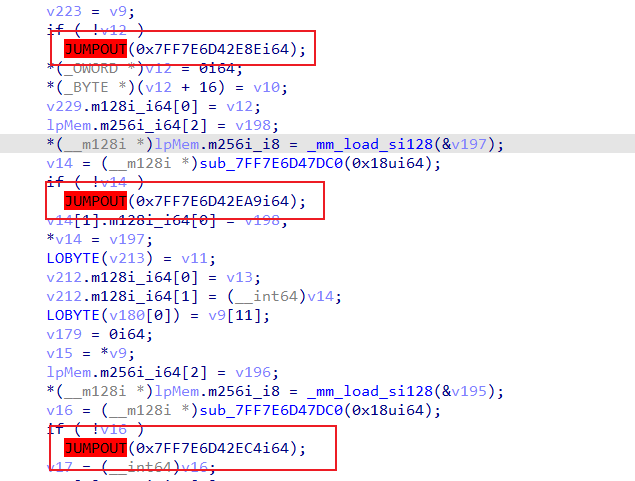 v223 = v9;
if ( !v12 )
JUMPOUT(0x7FF7E6D42E8Ei64);
*(_OWORD *)v12 = 0i64;
*(_BYTE *)(v12 + 16) = v10;
v229.m128i_i64[0] = v12;
lpMem.m256i_i64[2] = v198;
*(__m128i *)lpMem.m256i_i8 = _mm_load_si128(&v197);
v14 = (__m128i *)sub_7FF7E6D47DC0(0x18ui64);
if ( !v14 )
JUMPOUT(0x7FF7E6D42EA9i64);
v14[1].m128i_i64[0] = v198;
*v14 = v197;
LOBYTE(v213) = v11;
v212.m128i_i64[0] = v13;
v212.m128i_i64[1] = (__int64)v14;
LOBYTE(v180[0]) = v9[11];
v179 = 0i64;
v15 = *v9;
lpMem.m256i_i64[2] = v196;
*(__m128i *)lpMem.m256i_i8 = _mm_load_si128(&v195);
v16 = (__m128i *)sub_7FF7E6D47DC0(0x18ui64);
if ( !v16 )
JUMPOUT(0x7FF7E6D42EC4i64);
v17 = (__int64)v16;